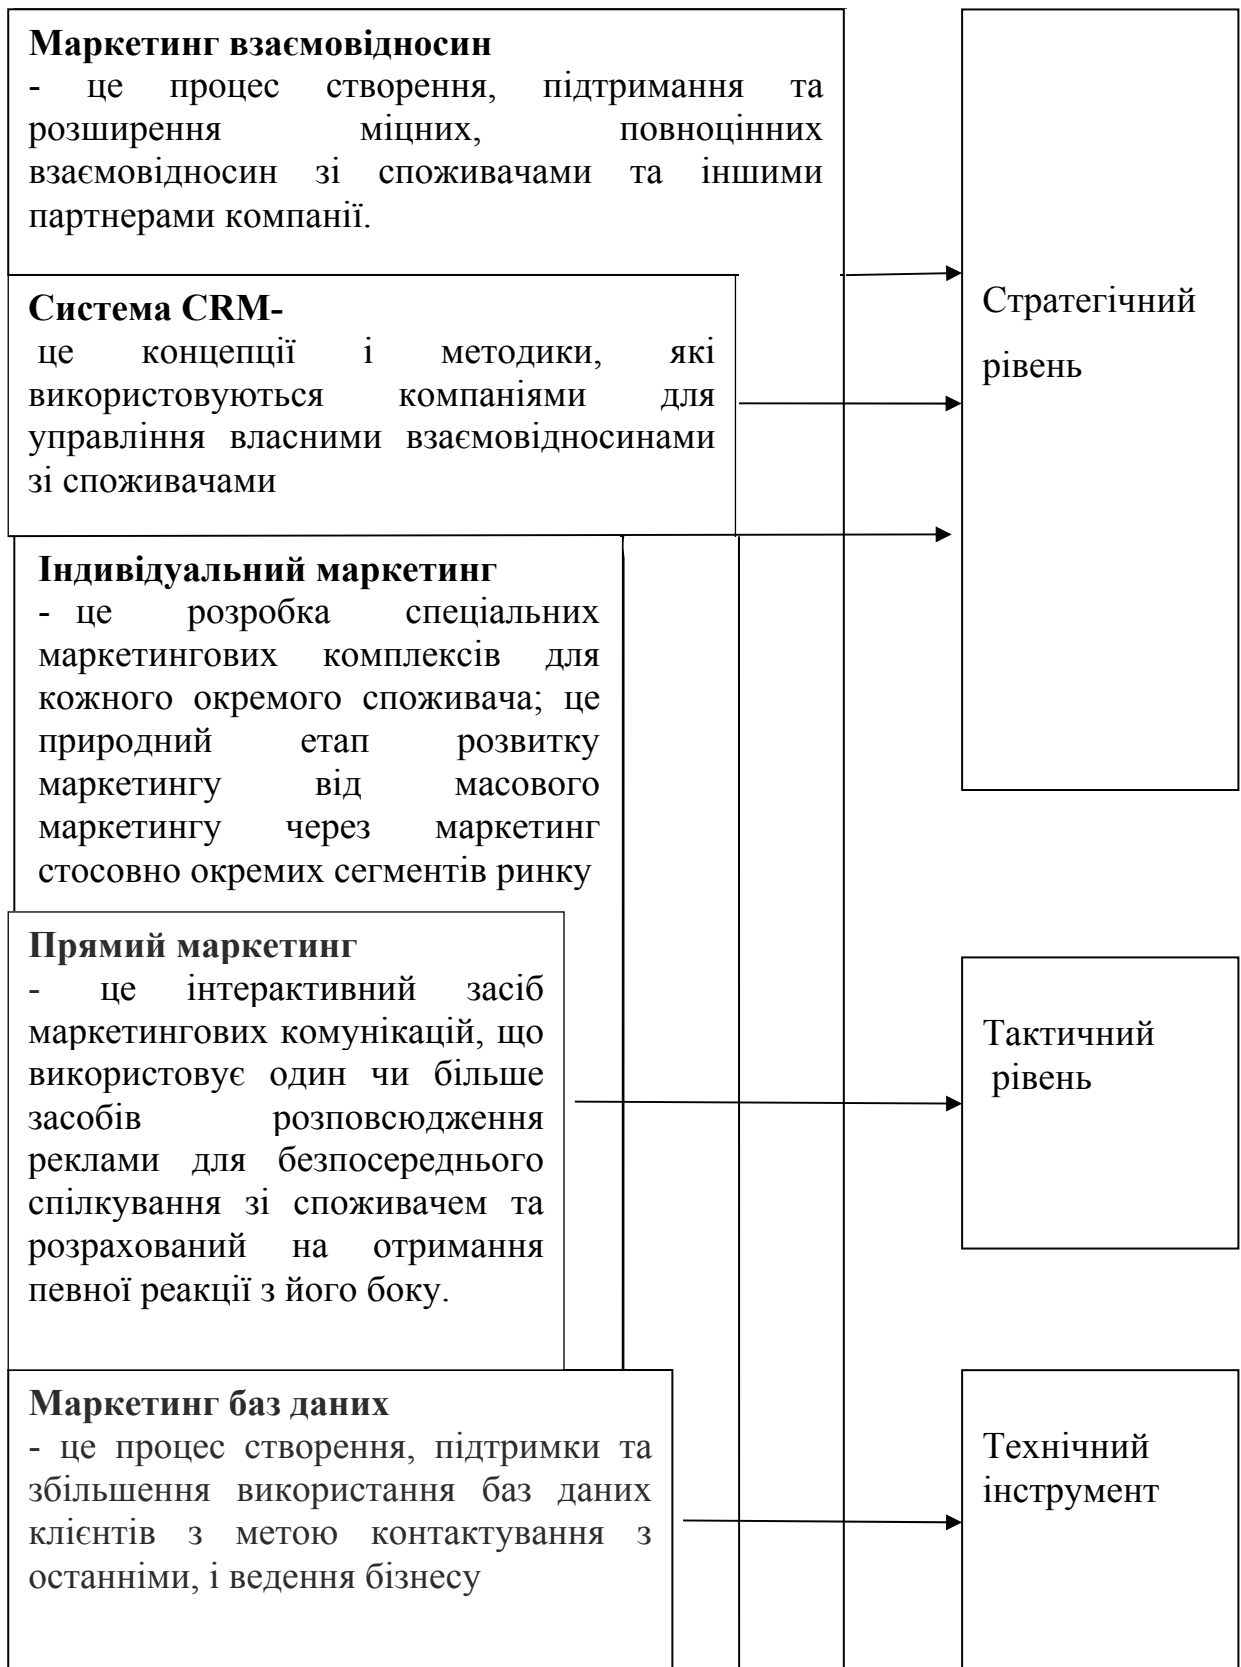 Маркетинг взаємовідносин
- це процес створення, підтримання та
розширення міцних, повноцінних
взаємовідносин зі споживачами та іншими
партнерами компанії.
Система CRM-
це концепції і методики, які
використовуються компаніями для
управління власними взаємовідносинами
зі споживачами
Стратегічний
рівень
Індивідуальний маркетинг
- це розробка спеціальних
маркетингових комплексів для
кожного окремого споживача; це
природний етап розвитку
маркетингу від масового
маркетингу через маркетинг
стосовно окремих сегментів ринку
Прямий маркетинг
- це інтерактивний засіб
маркетингових комунікацій, що
використовує один чи більше
засобів розповсюдження
реклами для безпосереднього
спілкування зі споживачем та
розрахований на отримання
певної реакції з його боку.
Тактичний
рівень
Маркетинг баз даних
- це процес створення, підтримки та
збільшення використання баз даних
клієнтів з метою контактування з
останніми, і ведення бізнесу
Технічний
інструмент